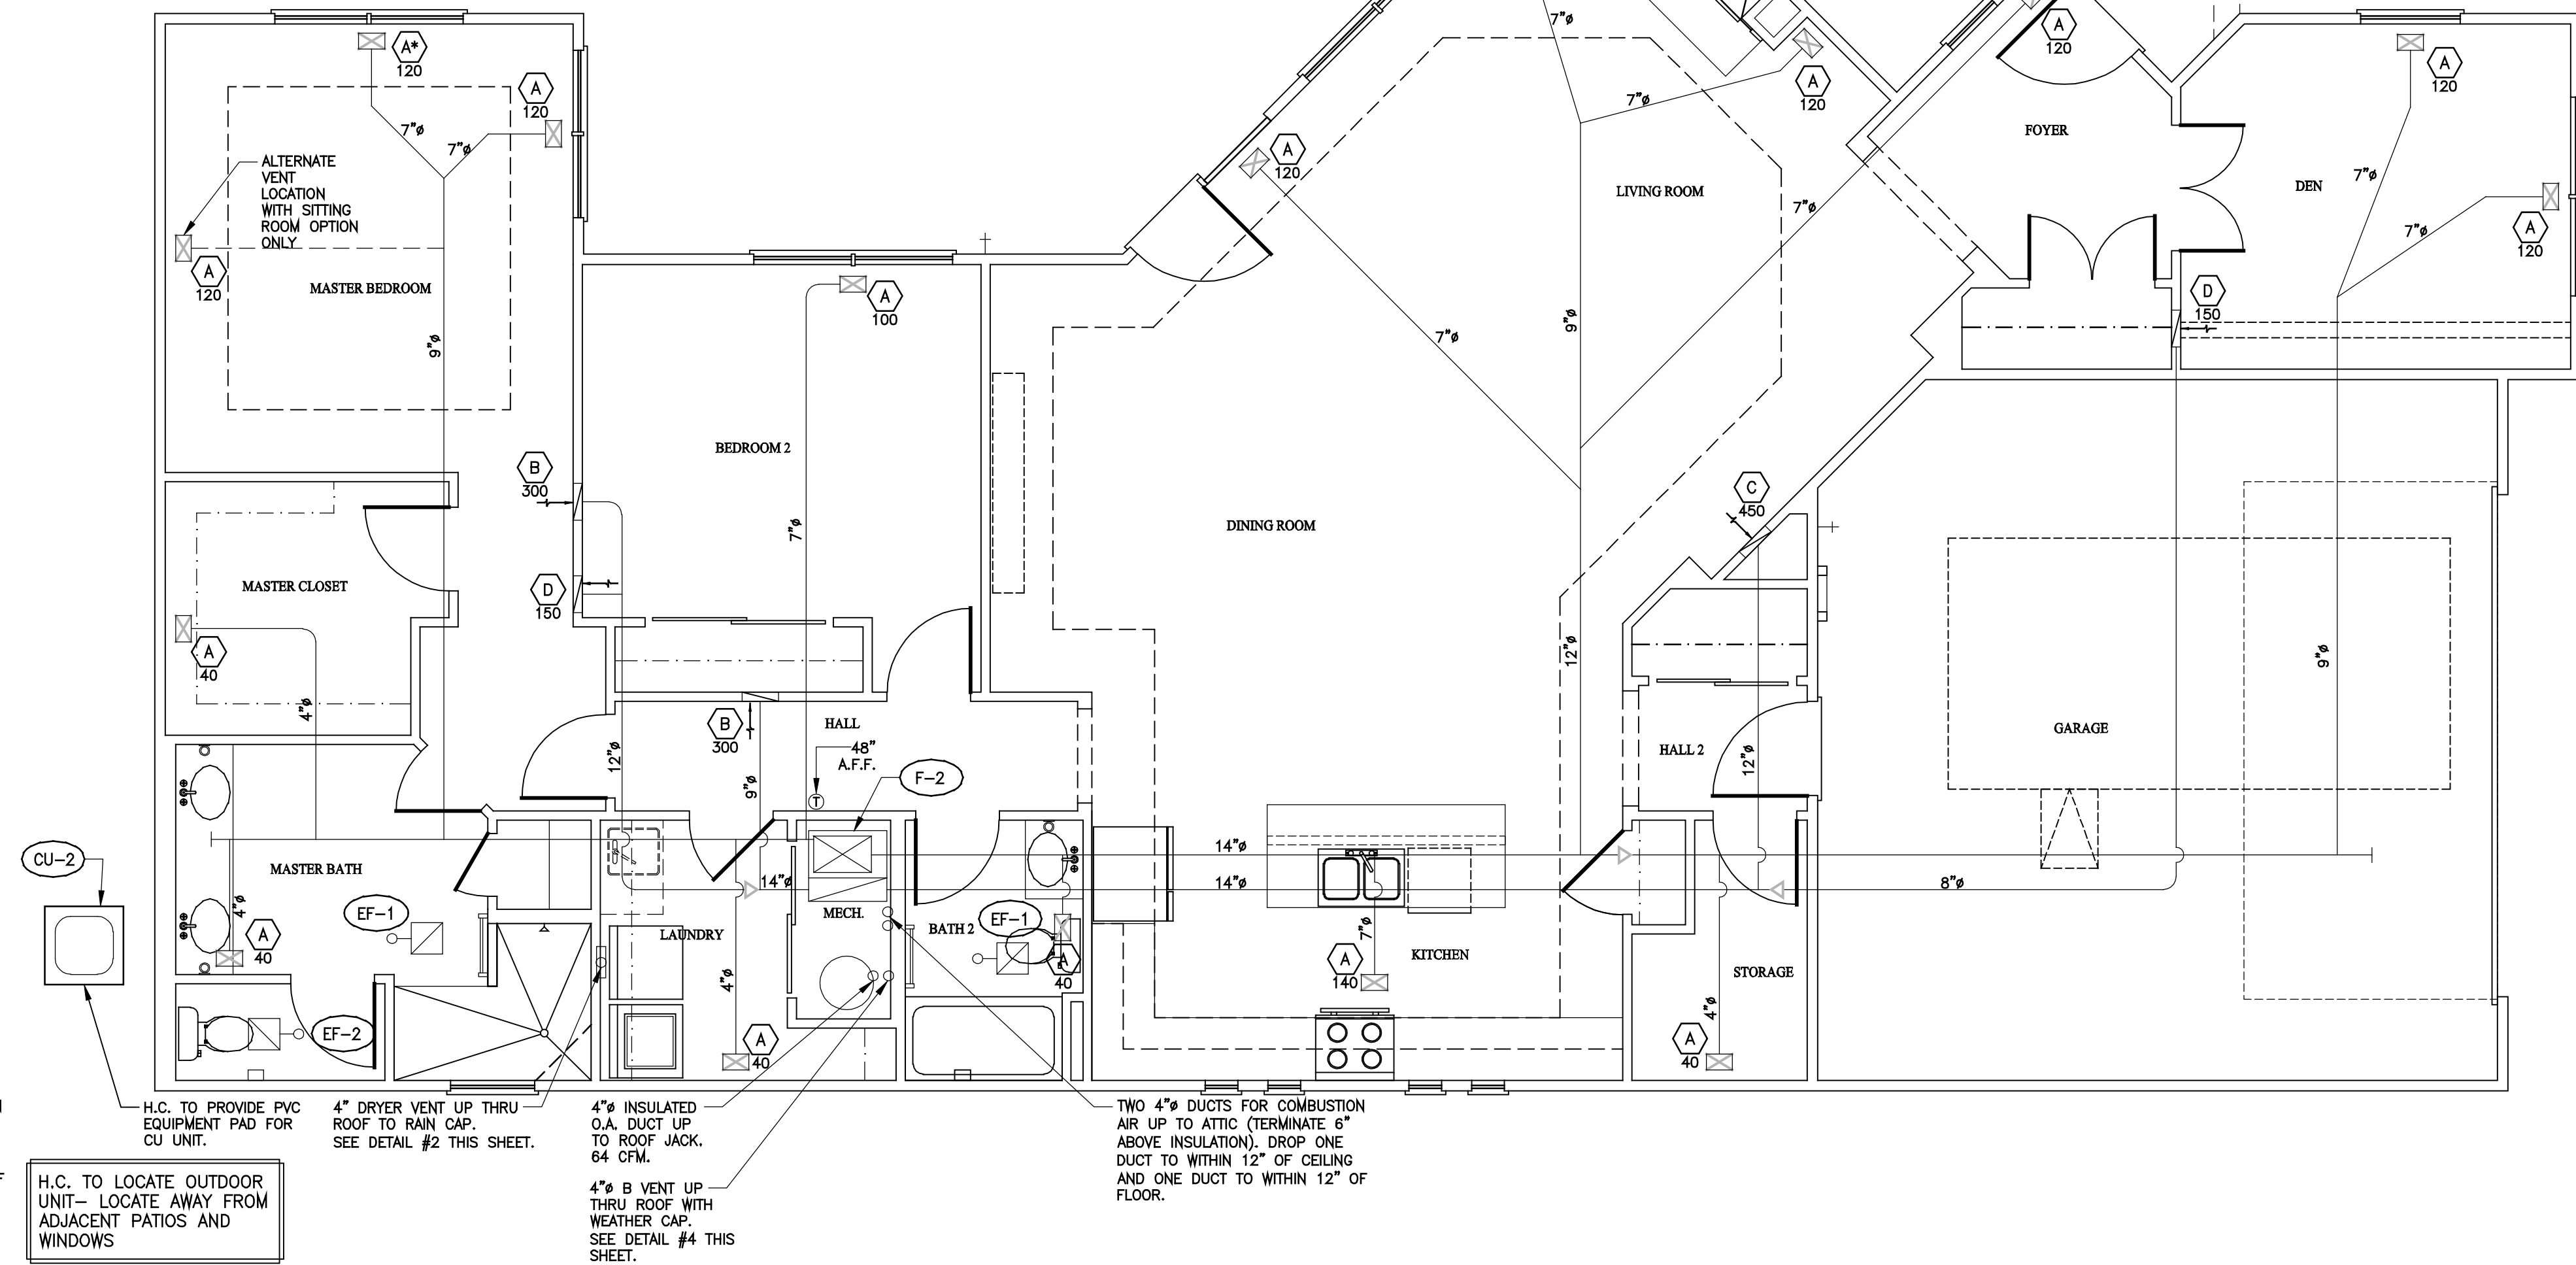 A*
120
A
120
7"ø
7"ø
ALTERNATE
VENT
LOCATION
WITH SITTING
ROOM OPTION
ONLY
A
120
MASTER BEDROOM
9"ø
B
300
D
150
MASTER CLOSET
A
40
4"ø
A
100
BEDROOM 2
7"ø
HALL
B
300
12"ø
9"ø
48"
A.F.F.
T
F-2
CU-2
MASTER BATH
4"ø
A
40
EF-1
EF-2
14"ø
LAUNDRY
4"ø
A
40
MECH.
BATH 2
EF-1
A
40
7"ø
A
120
7"ø
A
120
LIVING ROOM
7"ø
7"ø
9"ø
DINING ROOM
12"ø
14"ø
14"ø
7"ø
A
140
KITCHEN
A
120
FOYER
A
120
DEN
7"ø
7"ø
A
120
D
150
C
450
HALL 2
12"ø
GARAGE
9"ø
8"ø
STORAGE
4"ø
A
40
H.C. TO PROVIDE PVC
EQUIPMENT PAD FOR
CU UNIT.
4" DRYER VENT UP THRU
ROOF TO RAIN CAP.
SEE DETAIL #2 THIS SHEET.
4"ø INSULATED
O.A. DUCT UP
TO ROOF JACK.
64 CFM.
4"ø B VENT UP
THRU ROOF WITH
WEATHER CAP.
SEE DETAIL #4 THIS
SHEET.
TWO 4"ø DUCTS FOR COMBUSTION
AIR UP TO ATTIC (TERMINATE 6"
ABOVE INSULATION). DROP ONE
DUCT TO WITHIN 12" OF CEILING
AND ONE DUCT TO WITHIN 12" OF
FLOOR.
H.C. TO LOCATE OUTDOOR
UNIT- LOCATE AWAY FROM
ADJACENT PATIOS AND
WINDOWS